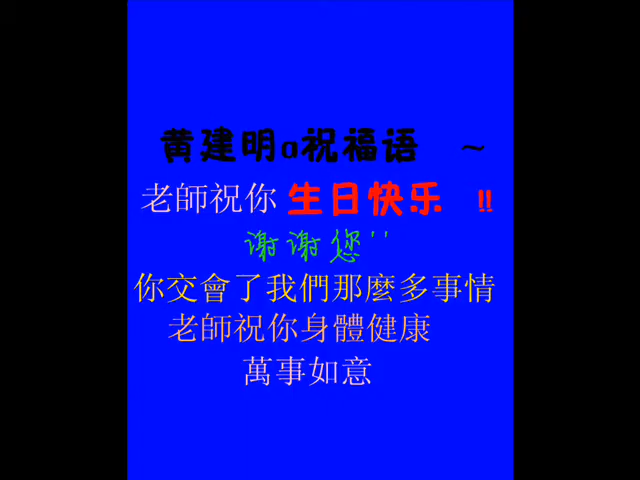 黄建明a祝福语 ~
老師祝你 生日快乐 !!
谢谢您''
你交會了我們那麼多事情
老師祝你身體健康
萬事如意